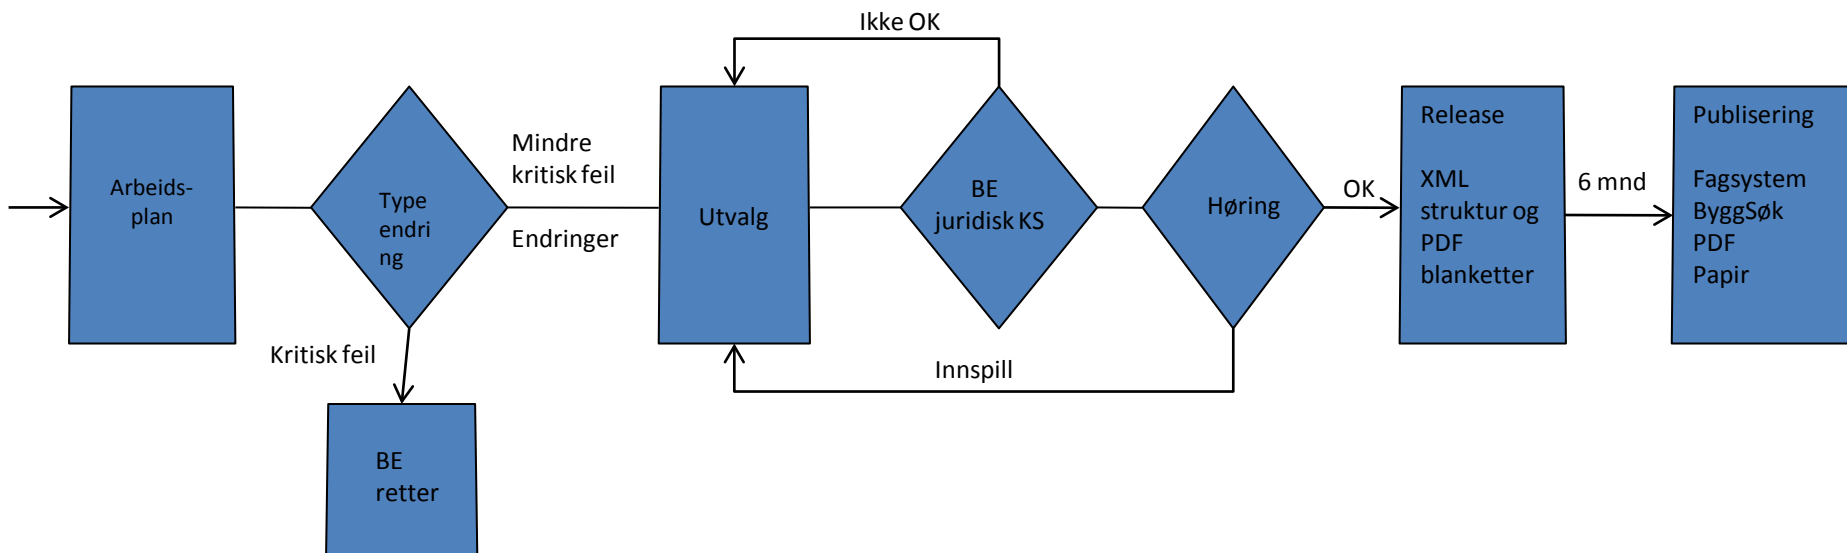 Ikke OK
Arbeids-
plan
Type
endri
ng
Mindre
kritisk feil
Endringer
Kritisk feil
BE
retter
Utvalg
BE
juridisk KS
Høring
Innspill
OK
Release
XML
struktur og
PDF
blanketter
6 mnd
Publisering
Fagsystem
ByggSøk
PDF
Papir